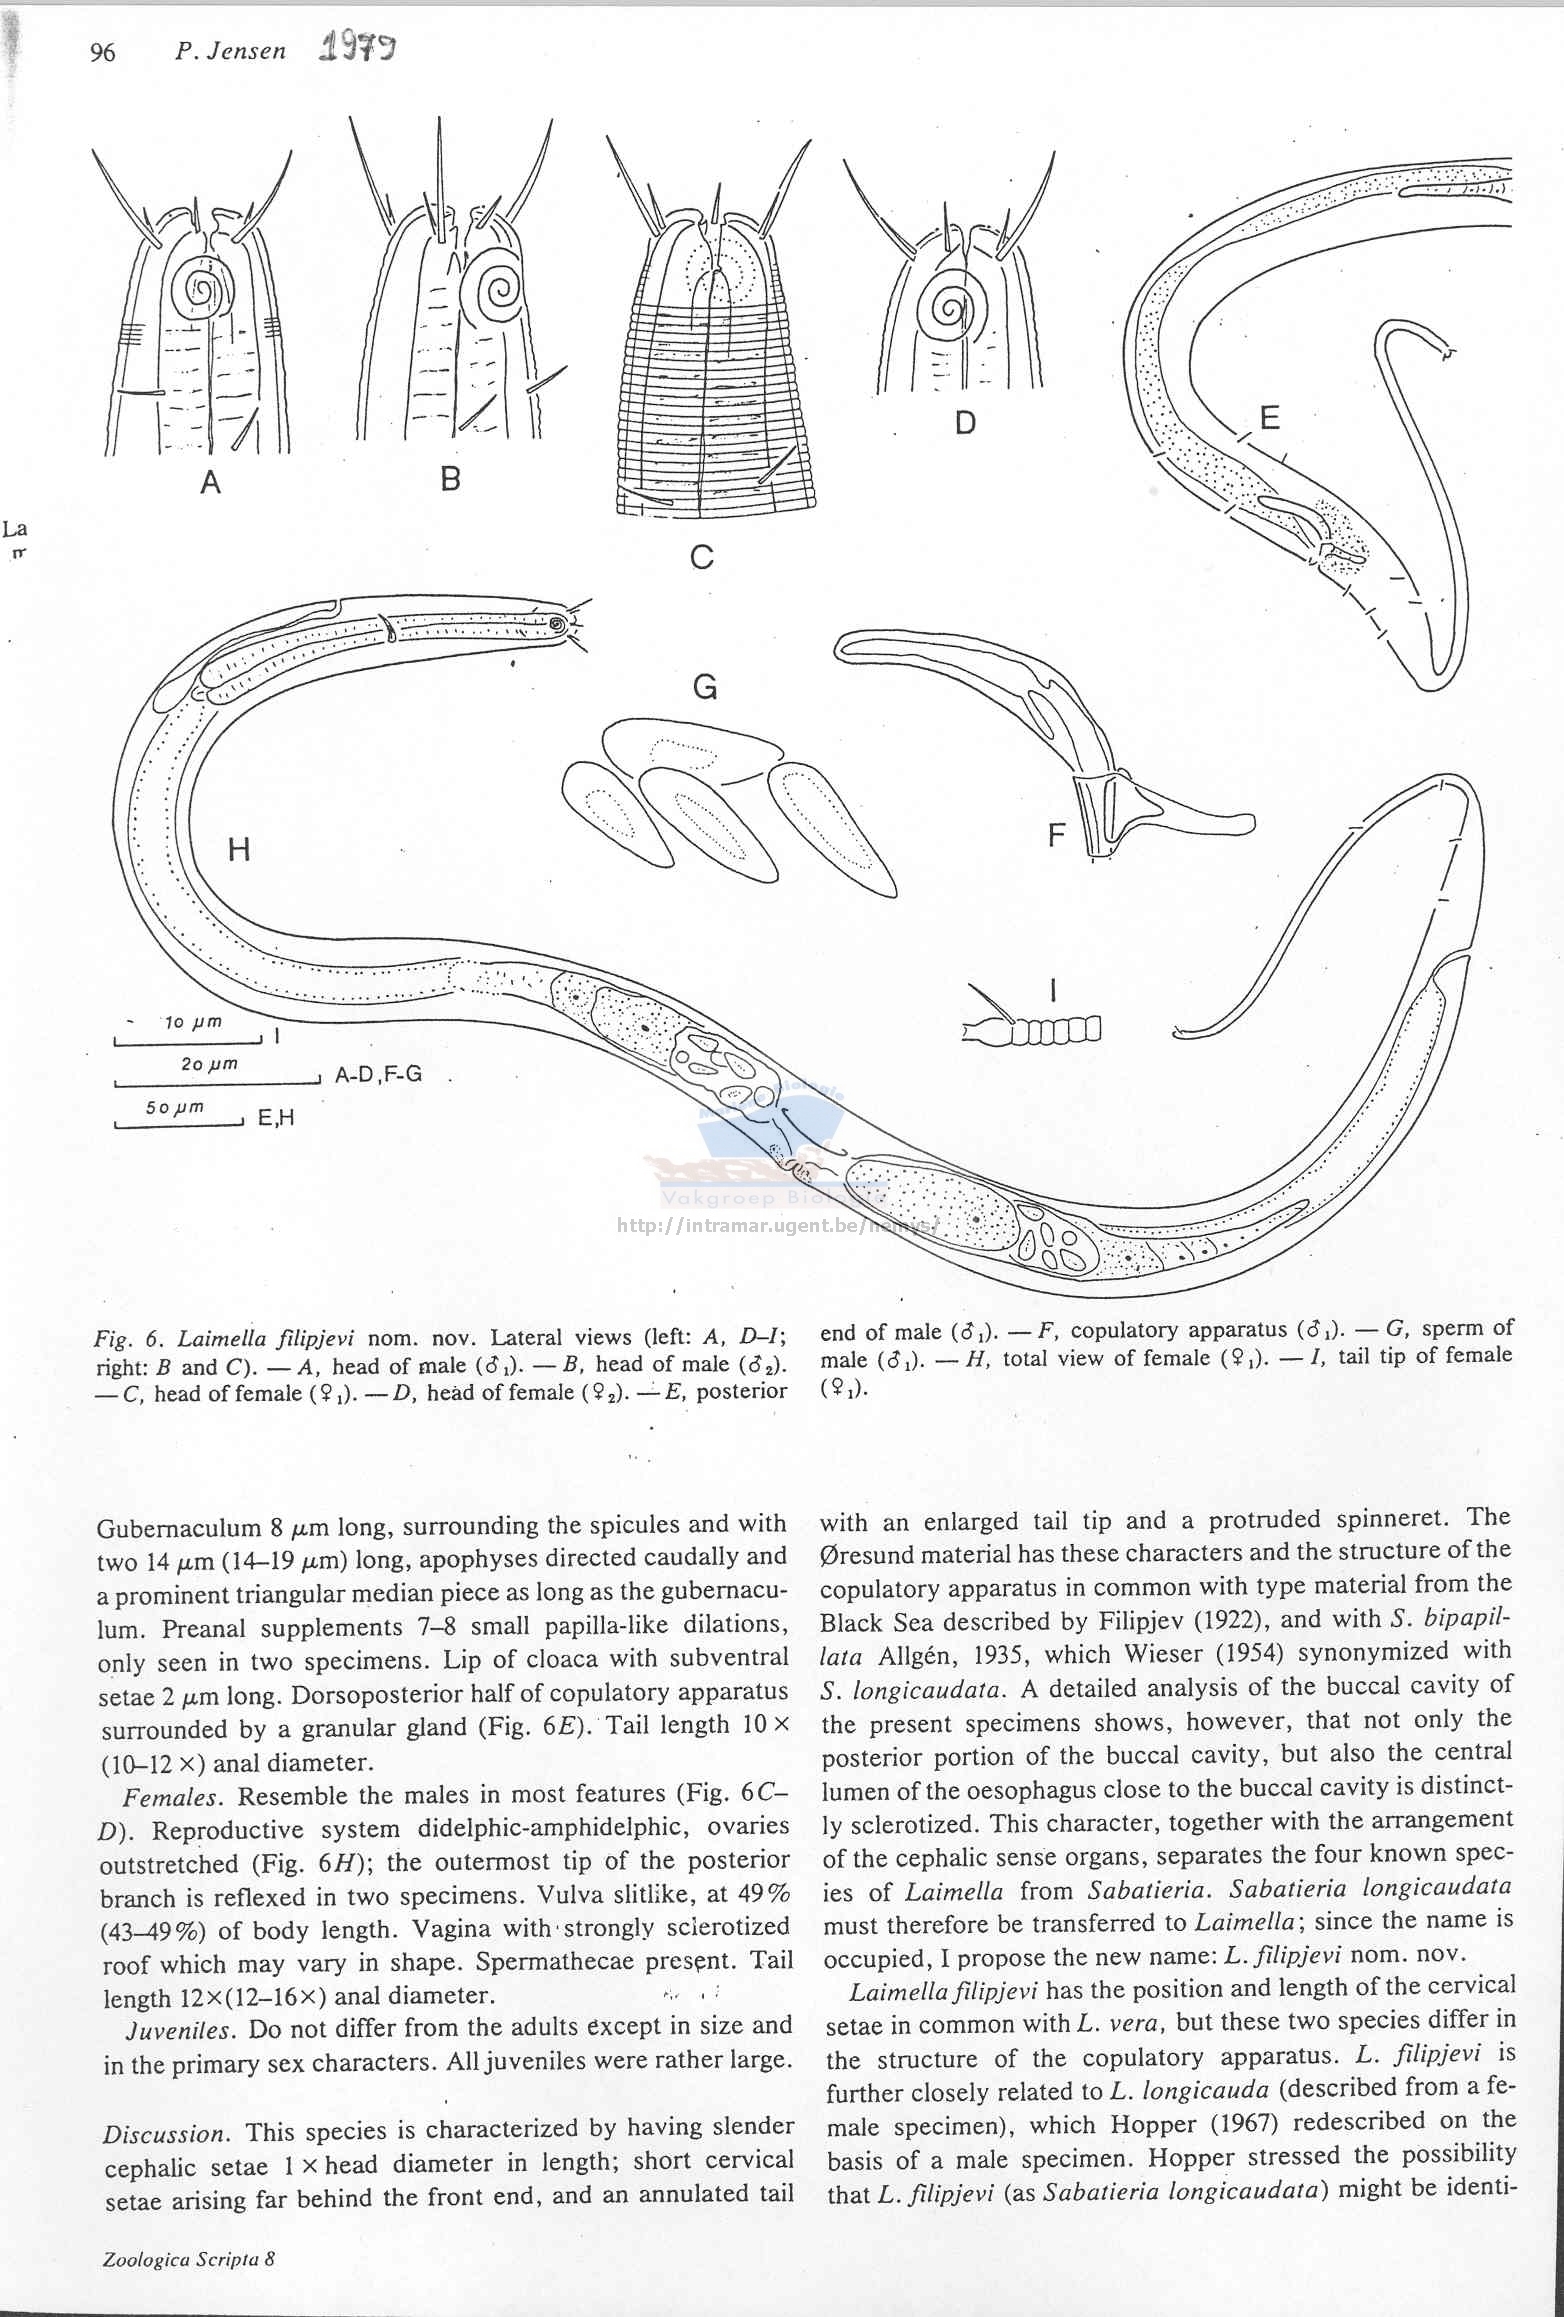 96 P. Jensen 1979
A
B
C
D
E
La
G
H
F
I
10 µm I
20 µm A-D,F-G
50 µm E,H
Marine Biologie
Vakgroep Biologie
http://intramar.ugent.be/nemys/
Fig. 6. Laimella filipjevi nom. nov. Lateral views (left: A, D–I;
right: B and C). — A, head of male (♂1). — B, head of male (♂2).
— C, head of female (♀1). — D, head of female (♀2). — E, posterior
end of male (♂1). — F, copulatory apparatus (♂1). — G, sperm of
male (♂1). — H, total view of female (♀1). — I, tail tip of female
(♀1).
Gubernaculum 8 µm long, surrounding the spicules and with
two 14 µm (14–19 µm) long, apophyses directed caudally and
a prominent triangular median piece as long as the gubernacu-
lum. Preanal supplements 7–8 small papilla-like dilations,
only seen in two specimens. Lip of cloaca with subventral
setae 2 µm long. Dorsoposterior half of copulatory apparatus
surrounded by a granular gland (Fig. 6E). Tail length 10 ×
(10–12 ×) anal diameter.
Females. Resemble the males in most features (Fig. 6C–
D). Reproductive system didelphic-amphidelphic, ovaries
outstretched (Fig. 6H); the outermost tip of the posterior
branch is reflexed in two specimens. Vulva slitlike, at 49%
(43–49%) of body length. Vagina with strongly sclerotized
roof which may vary in shape. Spermathecae present. Tail
length 12×(12–16×) anal diameter.
Juveniles. Do not differ from the adults except in size and
in the primary sex characters. All juveniles were rather large.
Discussion. This species is characterized by having slender
cephalic setae 1 × head diameter in length; short cervical
setae arising far behind the front end, and an annulated tail
with an enlarged tail tip and a protruded spinneret. The
Øresund material has these characters and the structure of the
copulatory apparatus in common with type material from the
Black Sea described by Filipjev (1922), and with S. bipapil-
lata Allgén, 1935, which Wieser (1954) synonymized with
S. longicaudata. A detailed analysis of the buccal cavity of
the present specimens shows, however, that not only the
posterior portion of the buccal cavity, but also the central
lumen of the oesophagus close to the buccal cavity is distinct-
ly sclerotized. This character, together with the arrangement
of the cephalic sense organs, separates the four known spec-
ies of Laimella from Sabatieria. Sabatieria longicaudata
must therefore be transferred to Laimella; since the name is
occupied, I propose the new name: L. filipjevi nom. nov.
Laimella filipjevi has the position and length of the cervical
setae in common with L. vera, but these two species differ in
the structure of the copulatory apparatus. L. filipjevi is
further closely related to L. longicauda (described from a fe-
male specimen), which Hopper (1967) redescribed on the
basis of a male specimen. Hopper stressed the possibility
that L. filipjevi (as Sabatieria longicaudata) might be identi-
Zoologica Scripta 8